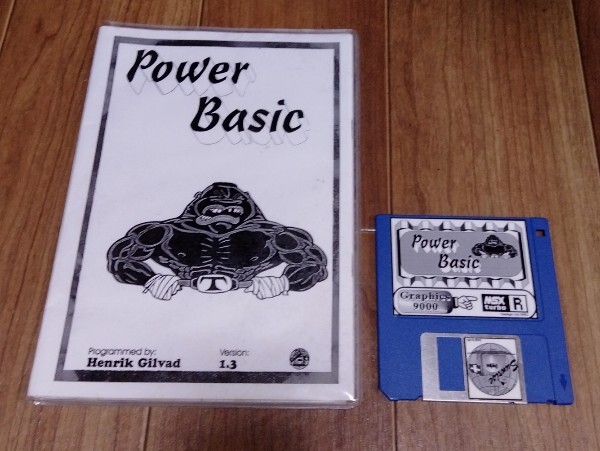 Power
Basic
Programmed by:
Henrik Gilvad
Version:
1.3
Power
Basic
Graphics
9000
MSX
turbo
R